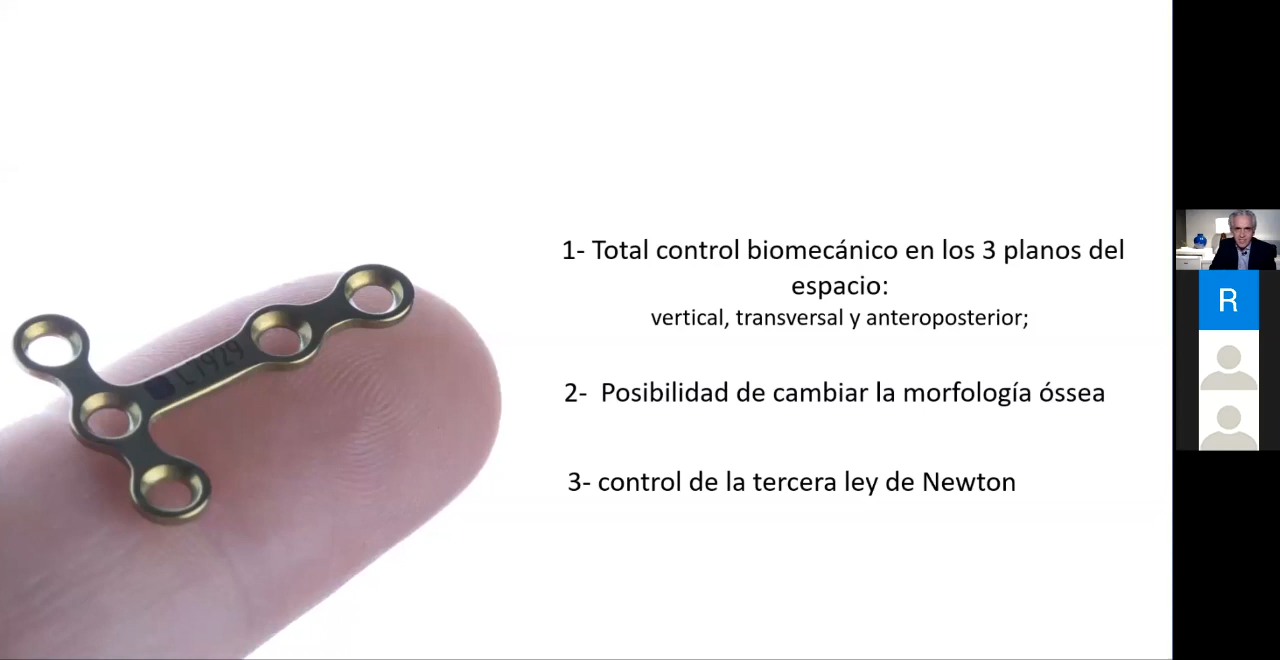 1- Total control biomecánico en los 3 planos del
espacio:
vertical, transversal y anteroposterior;
2- Posibilidad de cambiar la morfología ósea
3- control de la tercera ley de Newton
R